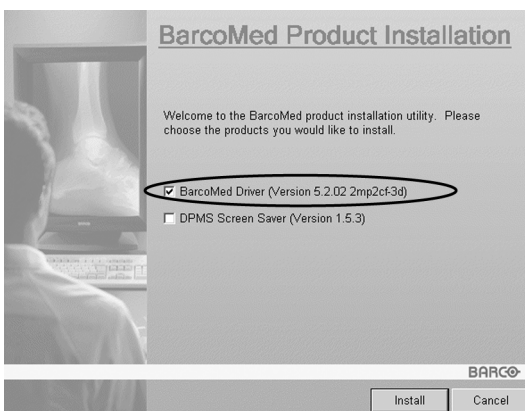 BarcoMed Product Installation
Welcome to the BarcoMed product installation utility. Please
choose the products you would like to install.
BarcoMed Driver (Version 5.2.02 2mp2cf-3d)
DPMS Screen Saver (Version 1.5.3)
BARCO
Install
Cancel